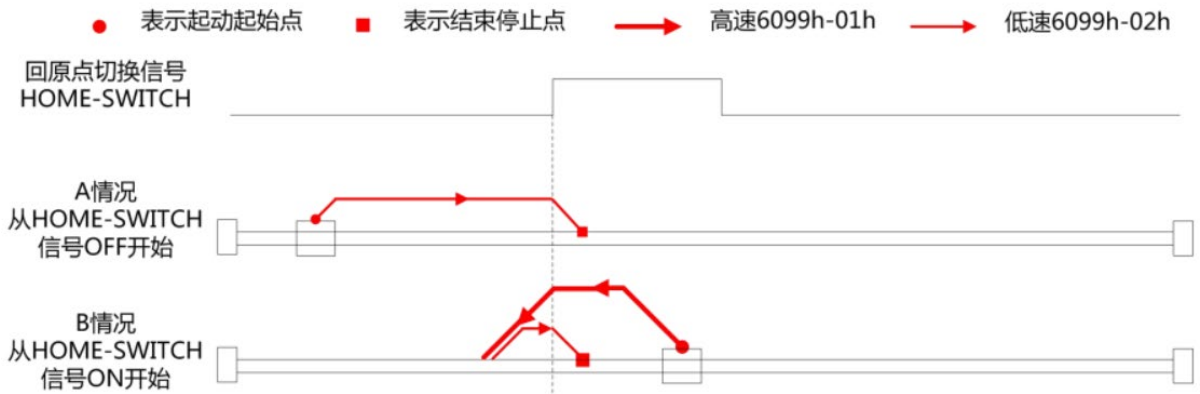 表示起动起始点 表示结束停止点 高速6099h-01h 低速6099h-02h
回原点切换信号
HOME-SWITCH
A情况
从HOME-SWITCH
信号OFF开始
B情况
从HOME-SWITCH
信号ON开始